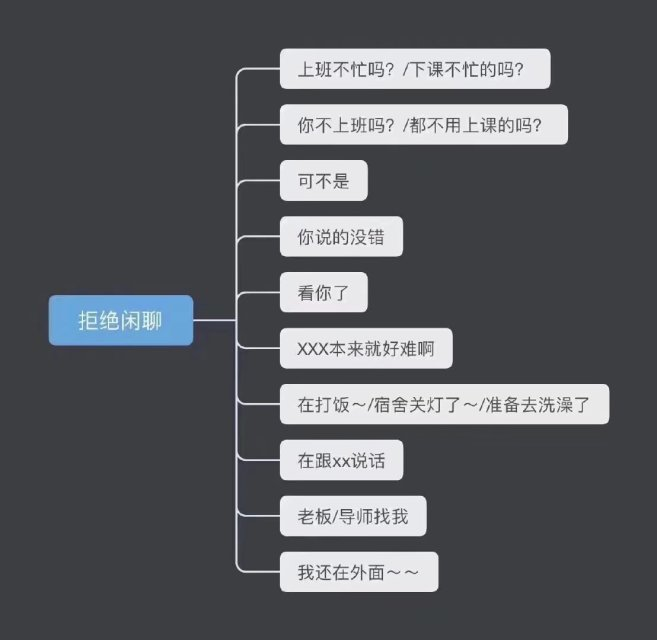 上班不忙吗？/下课不忙的吗？
你不上班吗？/都不用上课的吗？
可不是
你说的没错
看你了
拒绝闲聊
XXX本来就好难啊
在打饭～/宿舍关灯了～/准备去洗澡了
在跟xx说话
老板/导师找我
我还在外面～～